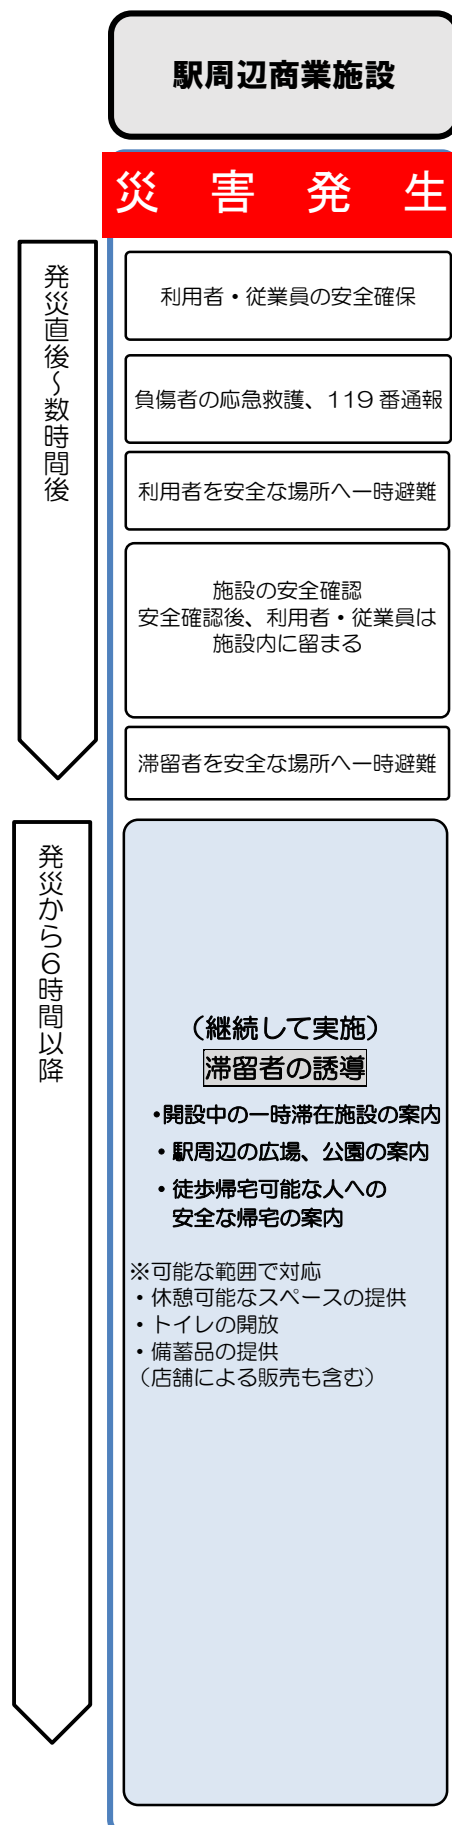 駅周辺商業施設
災害発生
発災直後～数時間後
利用者・従業員の安全確保
負傷者の応急救護、119番通報
利用者を安全な場所へ一時避難
施設の安全確認
安全確認後、利用者・従業員は
施設内に留まる
滞留者を安全な場所へ一時避難
発災から6時間以降
（継続して実施）
滞留者の誘導
・開設中の一時滞在施設の案内
・駅周辺の広場、公園の案内
・徒歩帰宅可能な人への
安全な帰宅の案内
※可能な範囲で対応
・休憩可能なスペースの提供
・トイレの開放
・備蓄品の提供
（店舗による販売も含む）